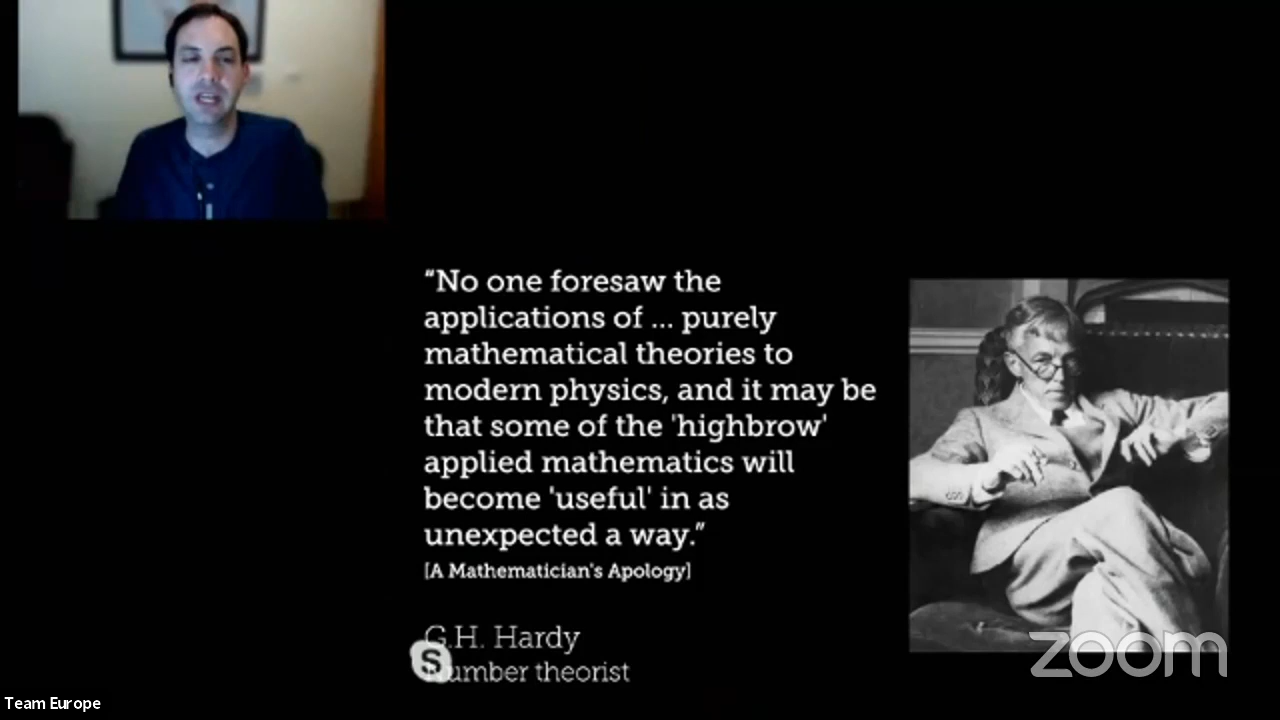 “No one foresaw the
applications of ... purely
mathematical theories to
modern physics, and it may be
that some of the 'highbrow'
applied mathematics will
become 'useful' in as
unexpected a way.”
[A Mathematician's Apology]
G.H. Hardy
Number theorist
S
zoom
Team Europe